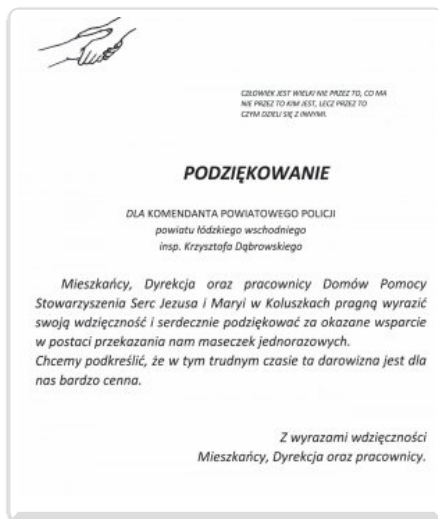 CZŁOWIEK JEST WIELKI NIE PRZEZ TO, CO MA
NIE PRZEZ TO KIM JEST, LECZ PRZEZ TO
CZYM DZIELI SIĘ Z INNYMI.
PODZIĘKOWANIE
DLA KOMENDANTA POWIATOWEGO POLICJI
powiatu łódzkiego wschodniego
insp. Krzysztofa Dąbrowskiego
Mieszkańcy, Dyrekcja oraz pracownicy Domów Pomocy
Stowarzyszenia Serc Jezusa i Maryi w Koluszkach pragną wyrazić
swoją wdzięczność i serdecznie podziękować za okazane wsparcie
w postaci przekazania nam maseczek jednorazowych.
Chcemy podkreślić, że w tym trudnym czasie ta darowizna jest dla
nas bardzo cenna.
Z wyrazami wdzięczności
Mieszkańcy, Dyrekcja oraz pracownicy.